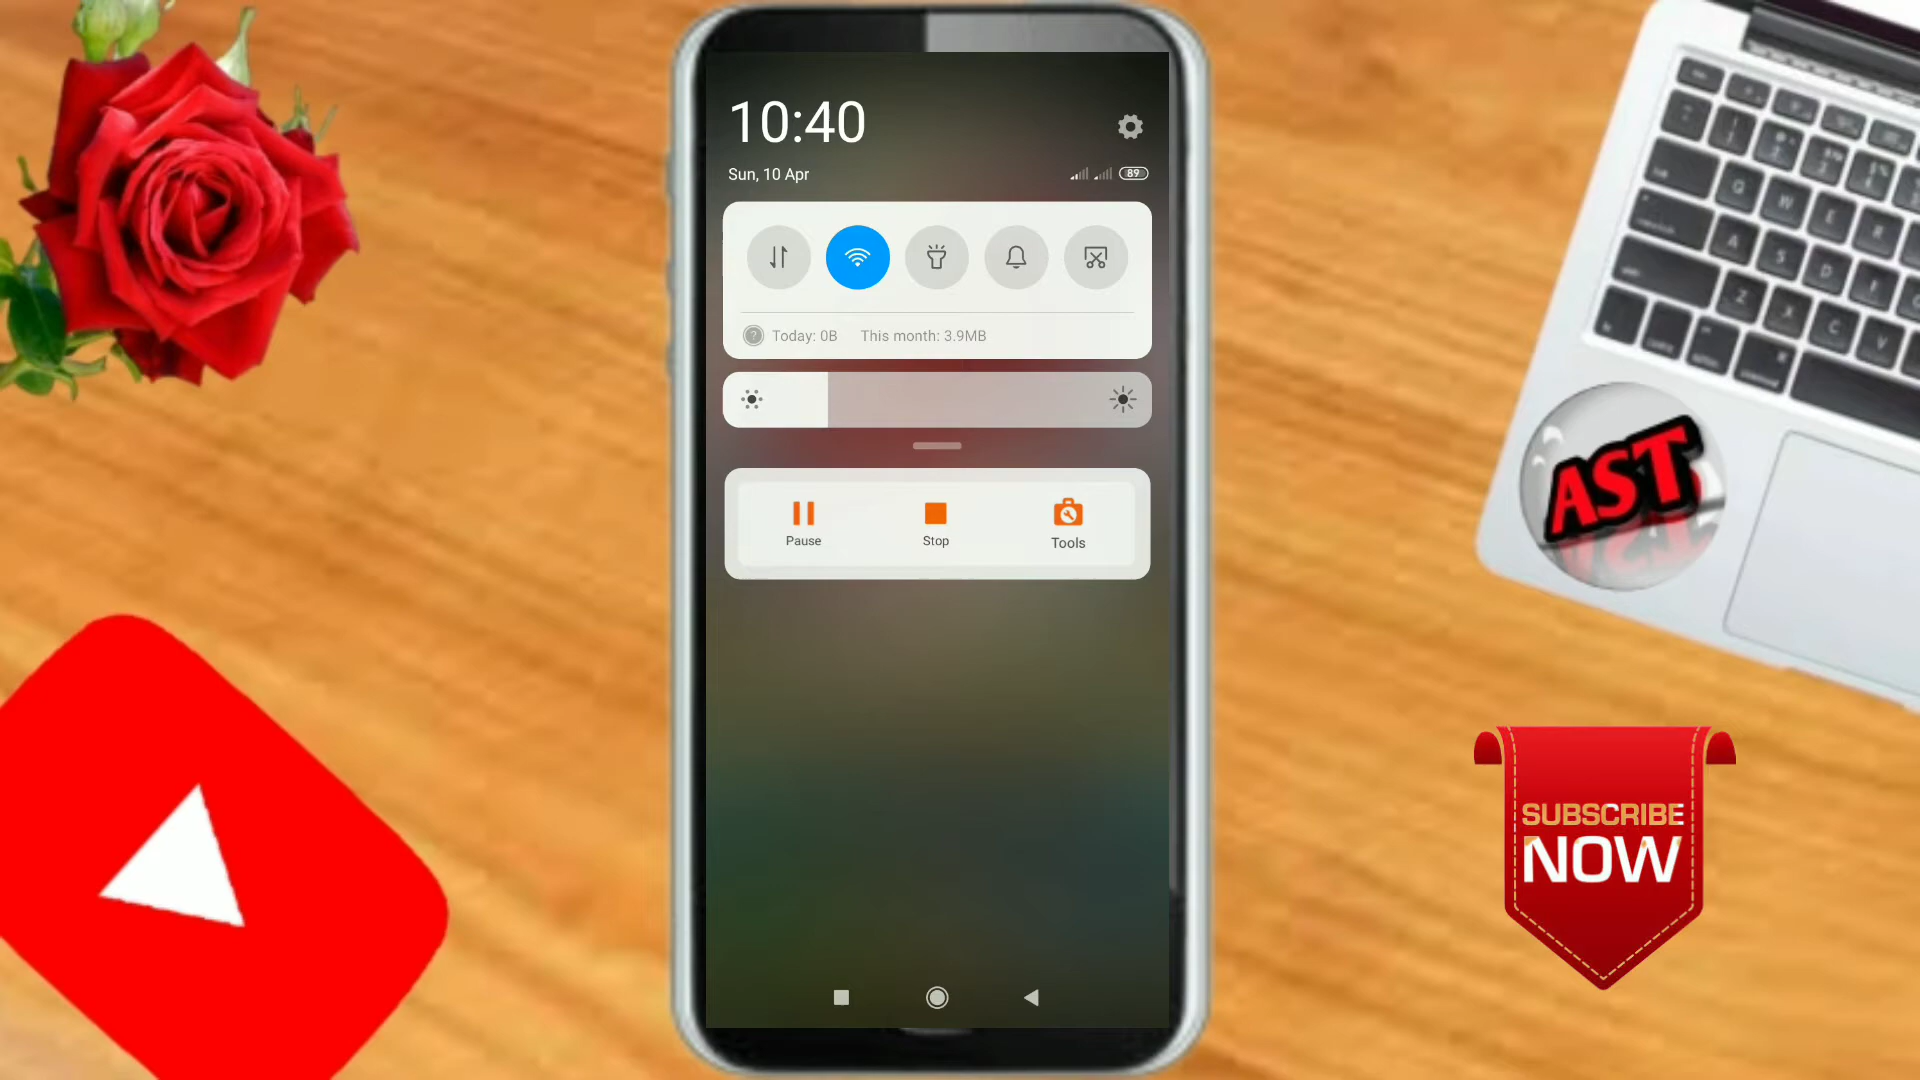 10:40
Sun, 10 Apr
89
Today: 0B This month: 3.9MB
Pause
Stop
Tools
AST
SUBSCRIBE
NOW
Q W E R
A S D F
Z X C V